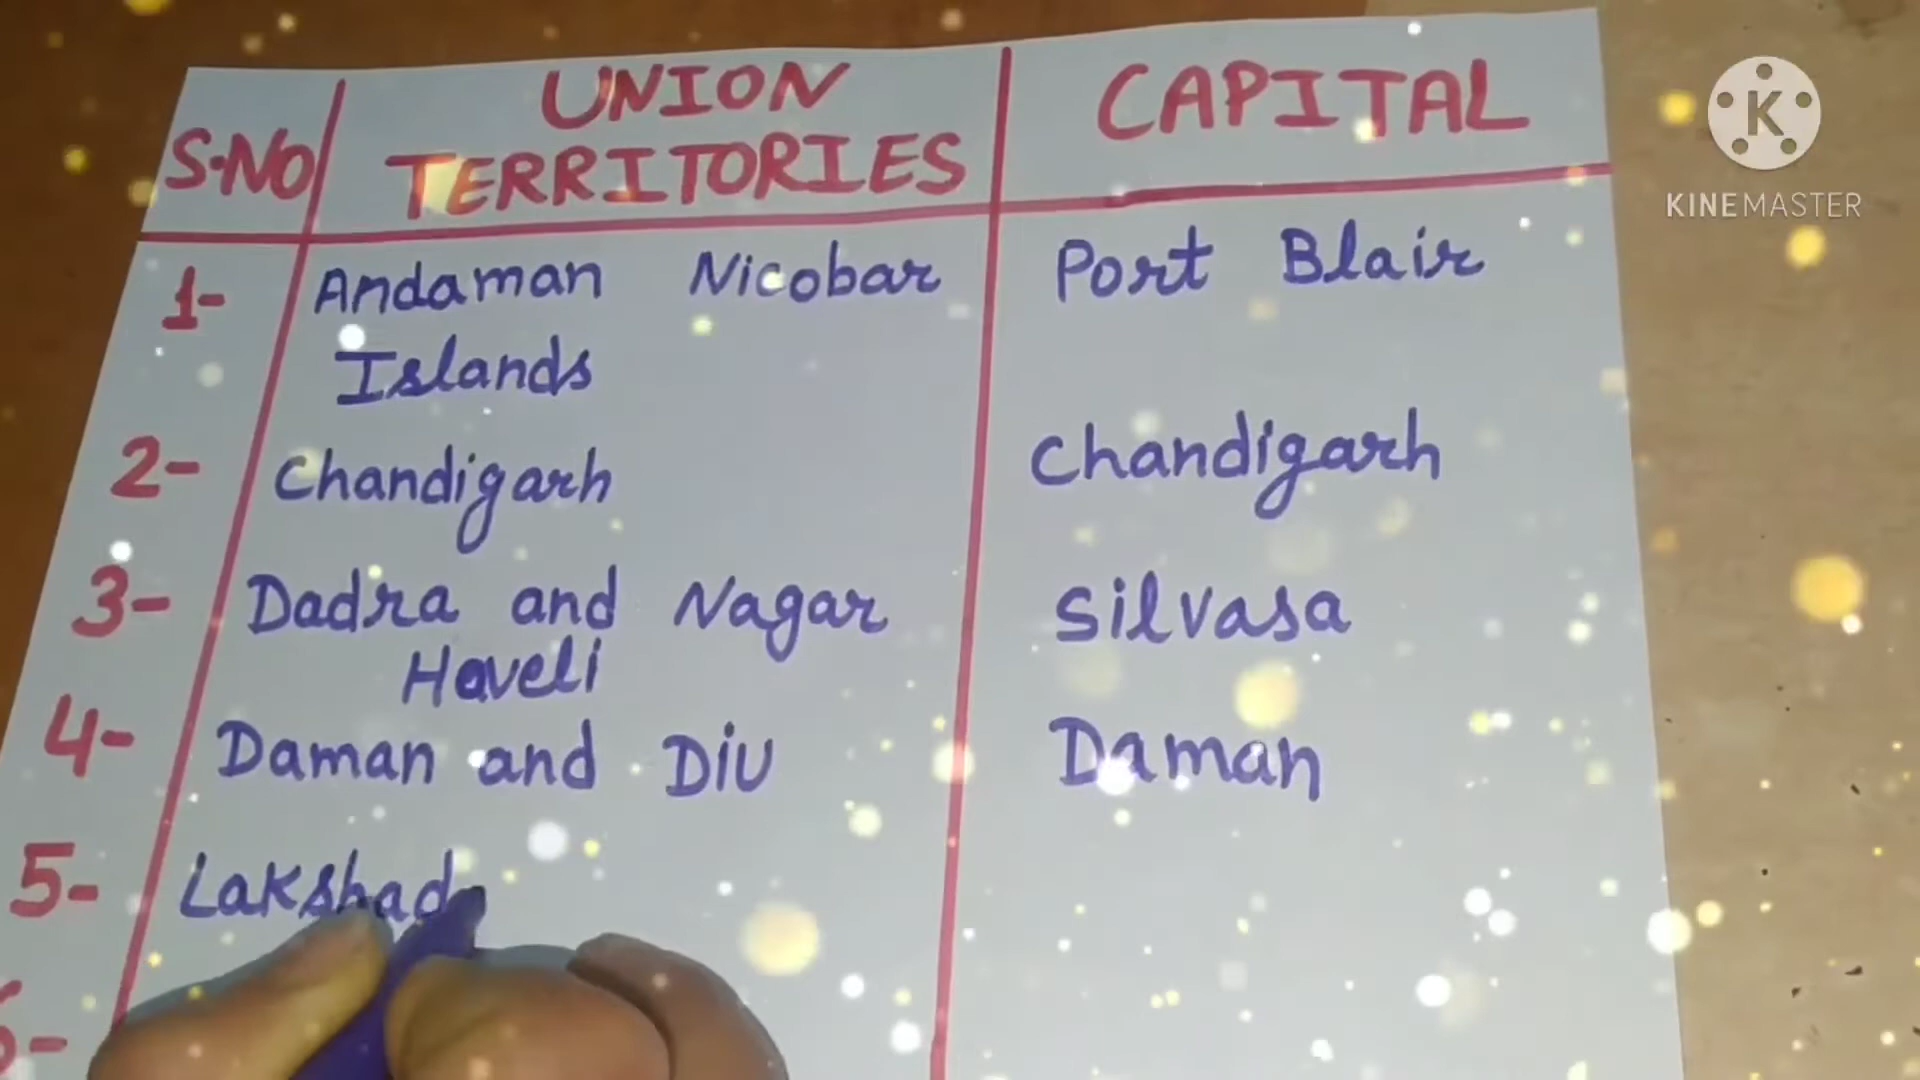 S.NO UNION TERRITORIES CAPITAL
1- Andaman Nicobar Port Blair
Islands
2- Chandigarh Chandigarh
3- Dadra and Nagar Silvasa
Haveli
4- Daman and Diu Daman
5- Lakshad
6-
K
KINEMASTER